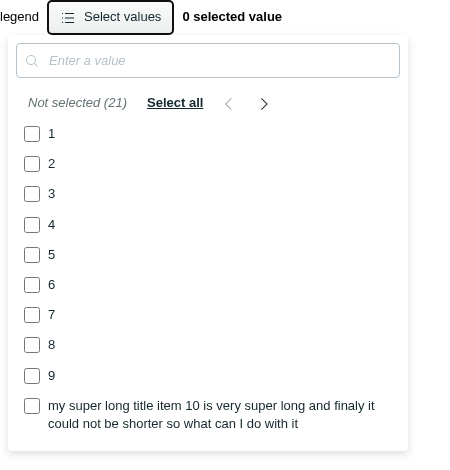 legend Select values 0 selected value
Enter a value
Not selected (21) Select all
1
2
3
4
5
6
7
8
9
my super long title item 10 is very super long and finaly it
could not be shorter so what can I do with it